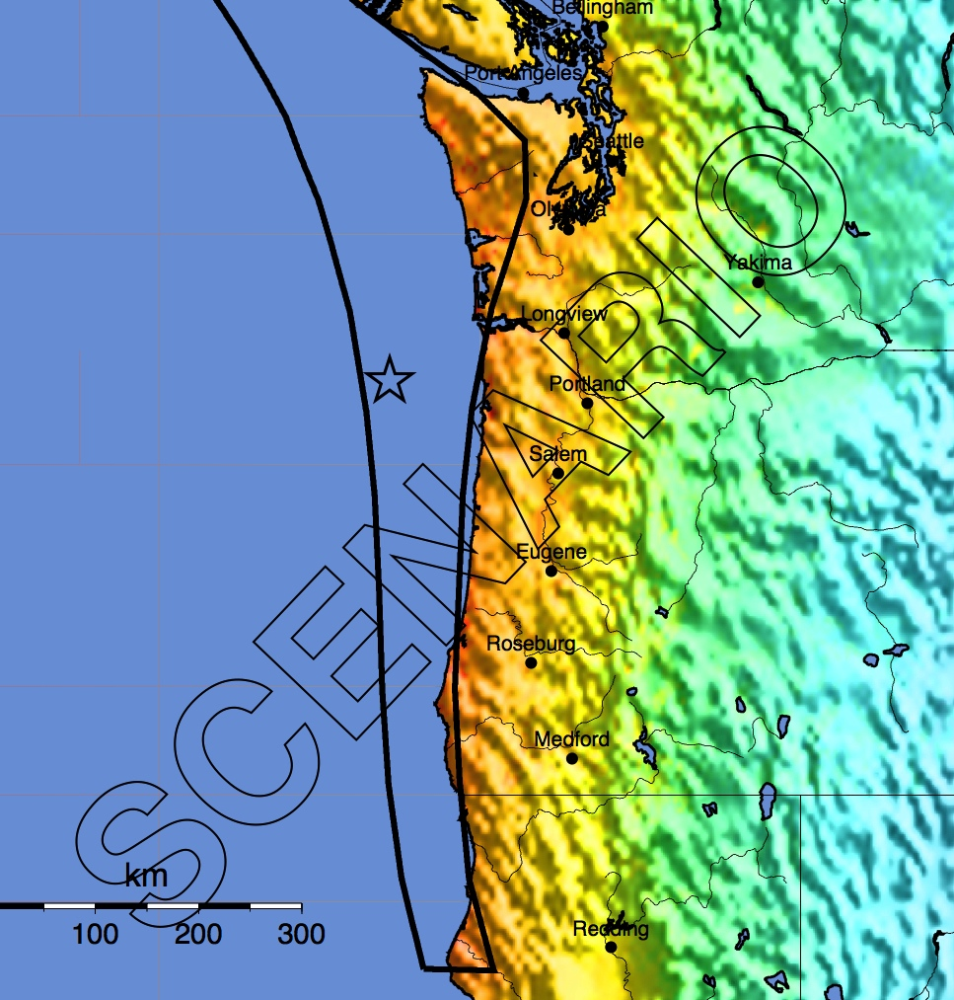 Bellingham
Port Angeles
Seattle
Olympia
Yakima
Longview
Portland
Salem
Eugene
Roseburg
Medford
Redding
SCENARIO
km
100 200 300